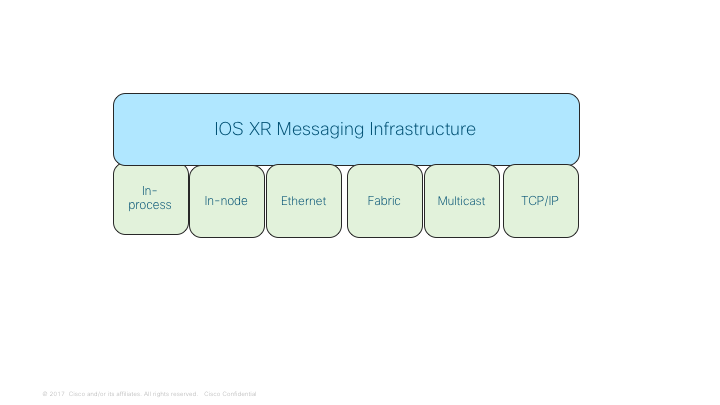 IOS XR Messaging Infrastructure
In-
process
In-node
Ethernet
Fabric
Multicast
TCP/IP
© 2017 Cisco and/or its affiliates. All rights reserved. Cisco Confidential